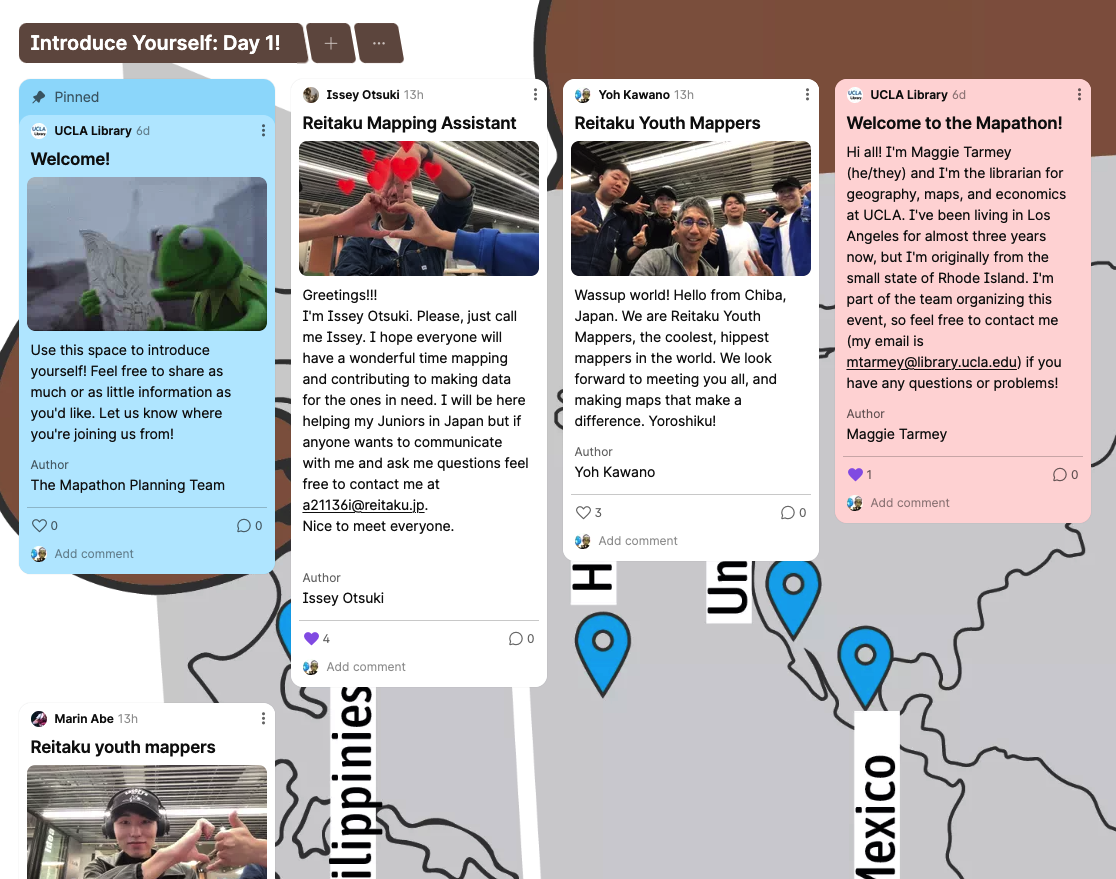 Introduce Yourself: Day 1!
Pinned
UCLA Library 6d
Welcome!
Use this space to introduce
yourself! Feel free to share as
much or as little information as
you'd like. Let us know where
you're joining us from!
Author
The Mapathon Planning Team
0
0
Add comment
Issey Otsuki 13h
Reitaku Mapping Assistant
Greetings!!!
I'm Issey Otsuki. Please, just call
me Issey. I hope everyone will
have a wonderful time mapping
and contributing to making data
for the ones in need. I will be here
helping my Juniors in Japan but if
anyone wants to communicate
with me and ask me questions feel
free to contact me at
a21136i@reitaku.jp.
Nice to meet everyone.
Author
Issey Otsuki
4
0
Add comment
Yoh Kawano 13h
Reitaku Youth Mappers
Wassup world! Hello from Chiba,
Japan. We are Reitaku Youth
Mappers, the coolest, hippest
mappers in the world. We look
forward to meeting you all, and
making maps that make a
difference. Yoroshiku!
Author
Yoh Kawano
3
0
Add comment
UCLA Library 6d
Welcome to the Mapathon!
Hi all! I'm Maggie Tarmey
(he/they) and I'm the librarian for
geography, maps, and economics
at UCLA. I've been living in Los
Angeles for almost three years
now, but I'm originally from the
small state of Rhode Island. I'm
part of the team organizing this
event, so feel free to contact me
(my email is
mtarmey@library.ucla.edu) if you
have any questions or problems!
Author
Maggie Tarmey
1
0
Add comment
Marin Abe 13h
Reitaku youth mappers
H
Un
ilippinies
Mexico